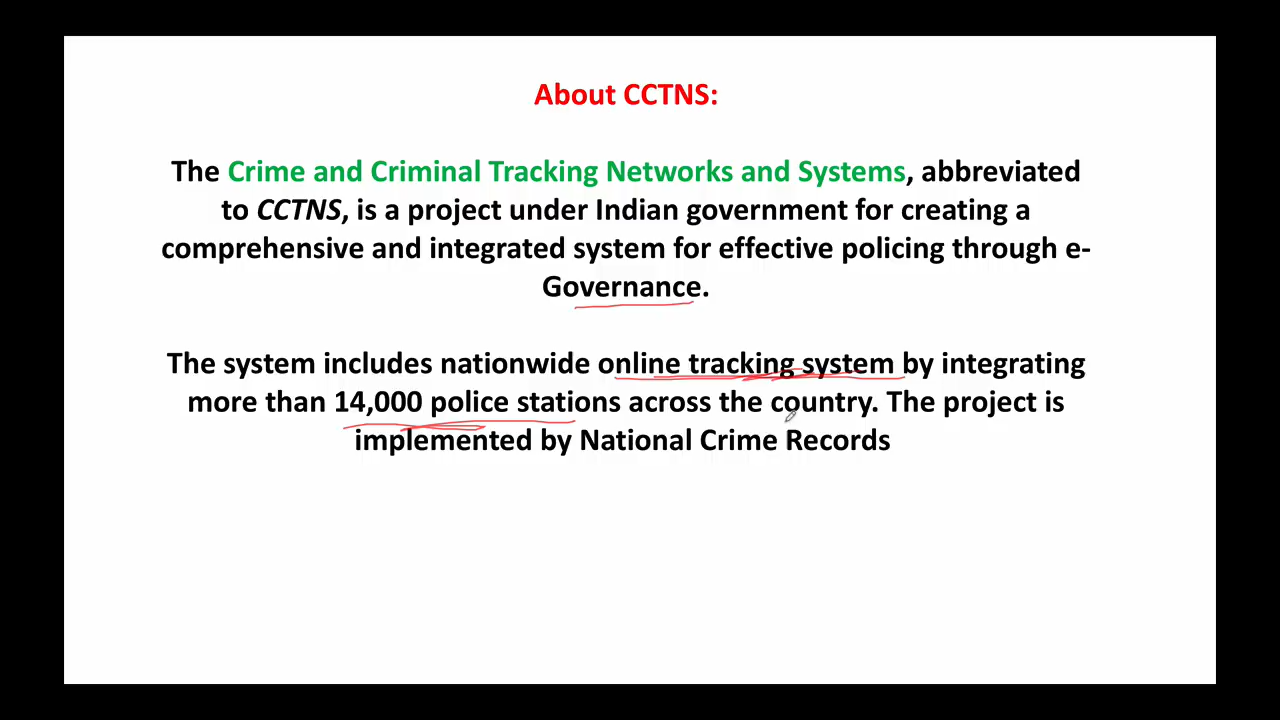 About CCTNS:
The Crime and Criminal Tracking Networks and Systems, abbreviated
to CCTNS, is a project under Indian government for creating a
comprehensive and integrated system for effective policing through e-
Governance.
The system includes nationwide online tracking system by integrating
more than 14,000 police stations across the country. The project is
implemented by National Crime Records